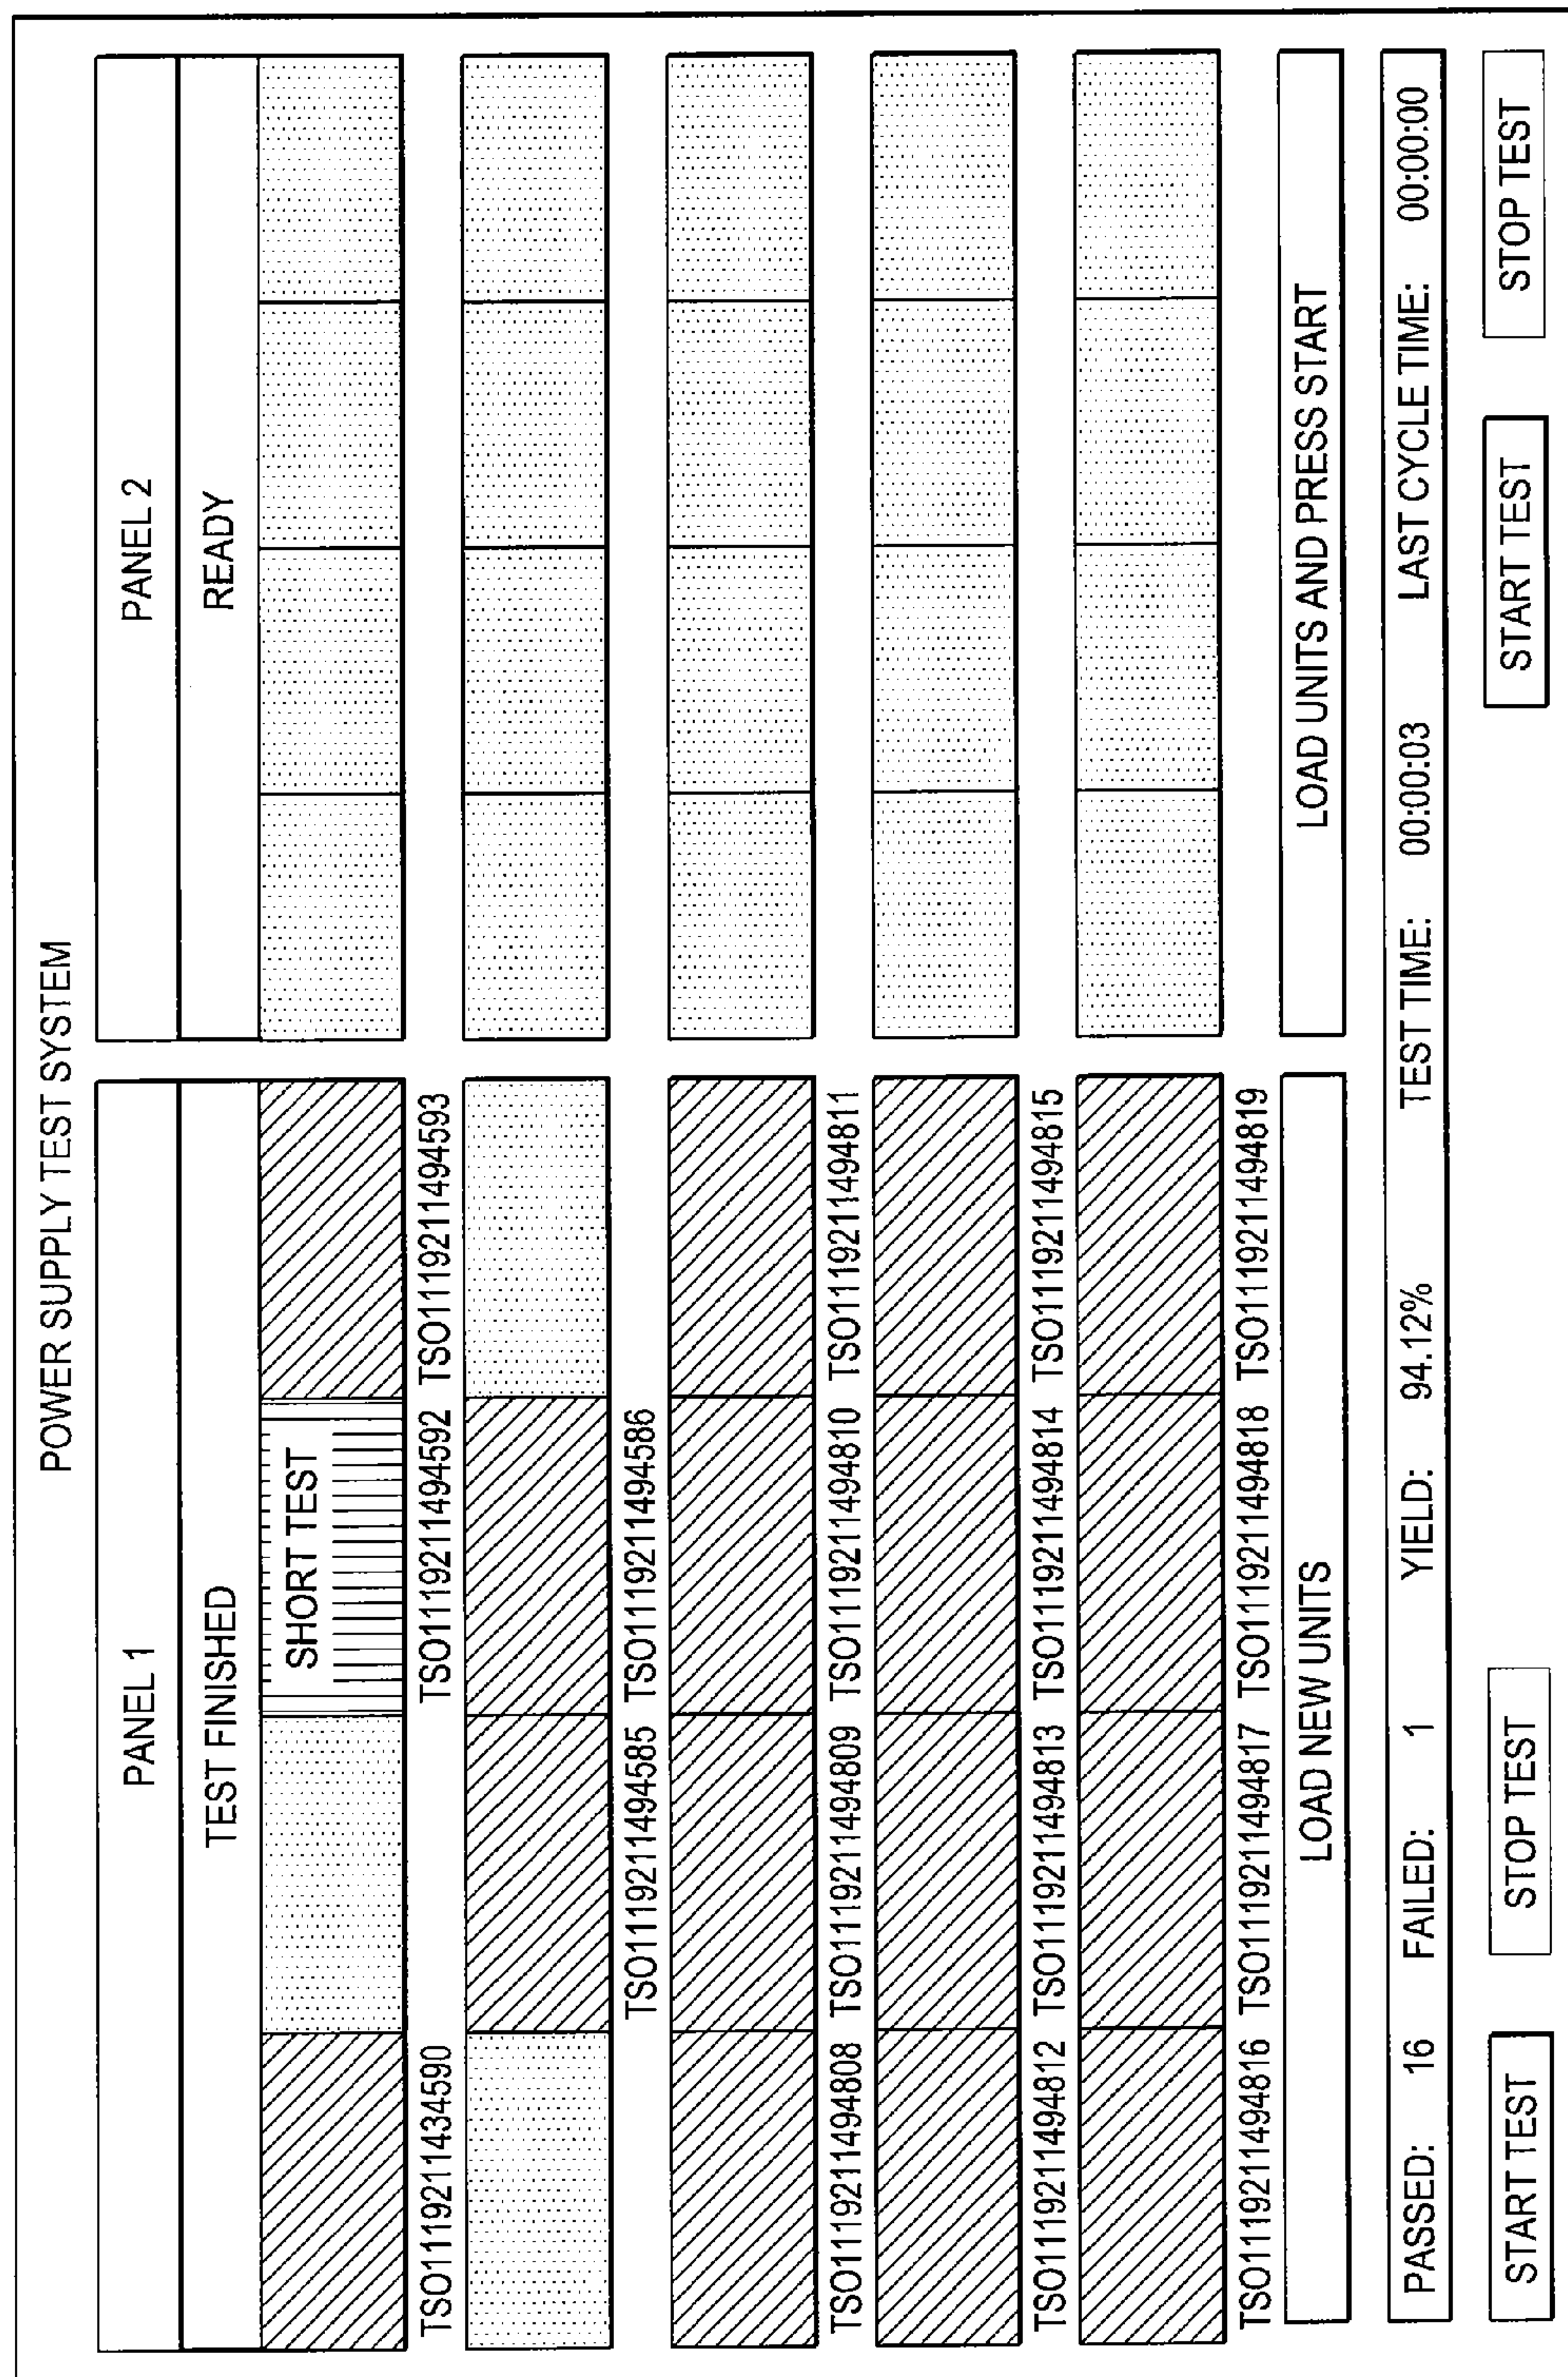 POWER SUPPLY TEST SYSTEM
PANEL 1
PANEL 2
TEST FINISHED
READY
SHORT TEST
TSO1119211434590 TSO1119211494592 TSO1119211494593
TSO1119211494585 TSO1119211494586
TSO1119211494808 TSO1119211494809 TSO1119211494810 TSO1119211494811
TSO1119211494812 TSO1119211494813 TSO1119211494814 TSO1119211494815
TSO1119211494816 TSO1119211494817 TSO1119211494818 TSO1119211494819
LOAD NEW UNITS
LOAD UNITS AND PRESS START
PASSED: 16 FAILED: 1 YIELD: 94.12% TEST TIME: 00:00:03 LAST CYCLE TIME: 00:00:00
START TEST STOP TEST START TEST STOP TEST